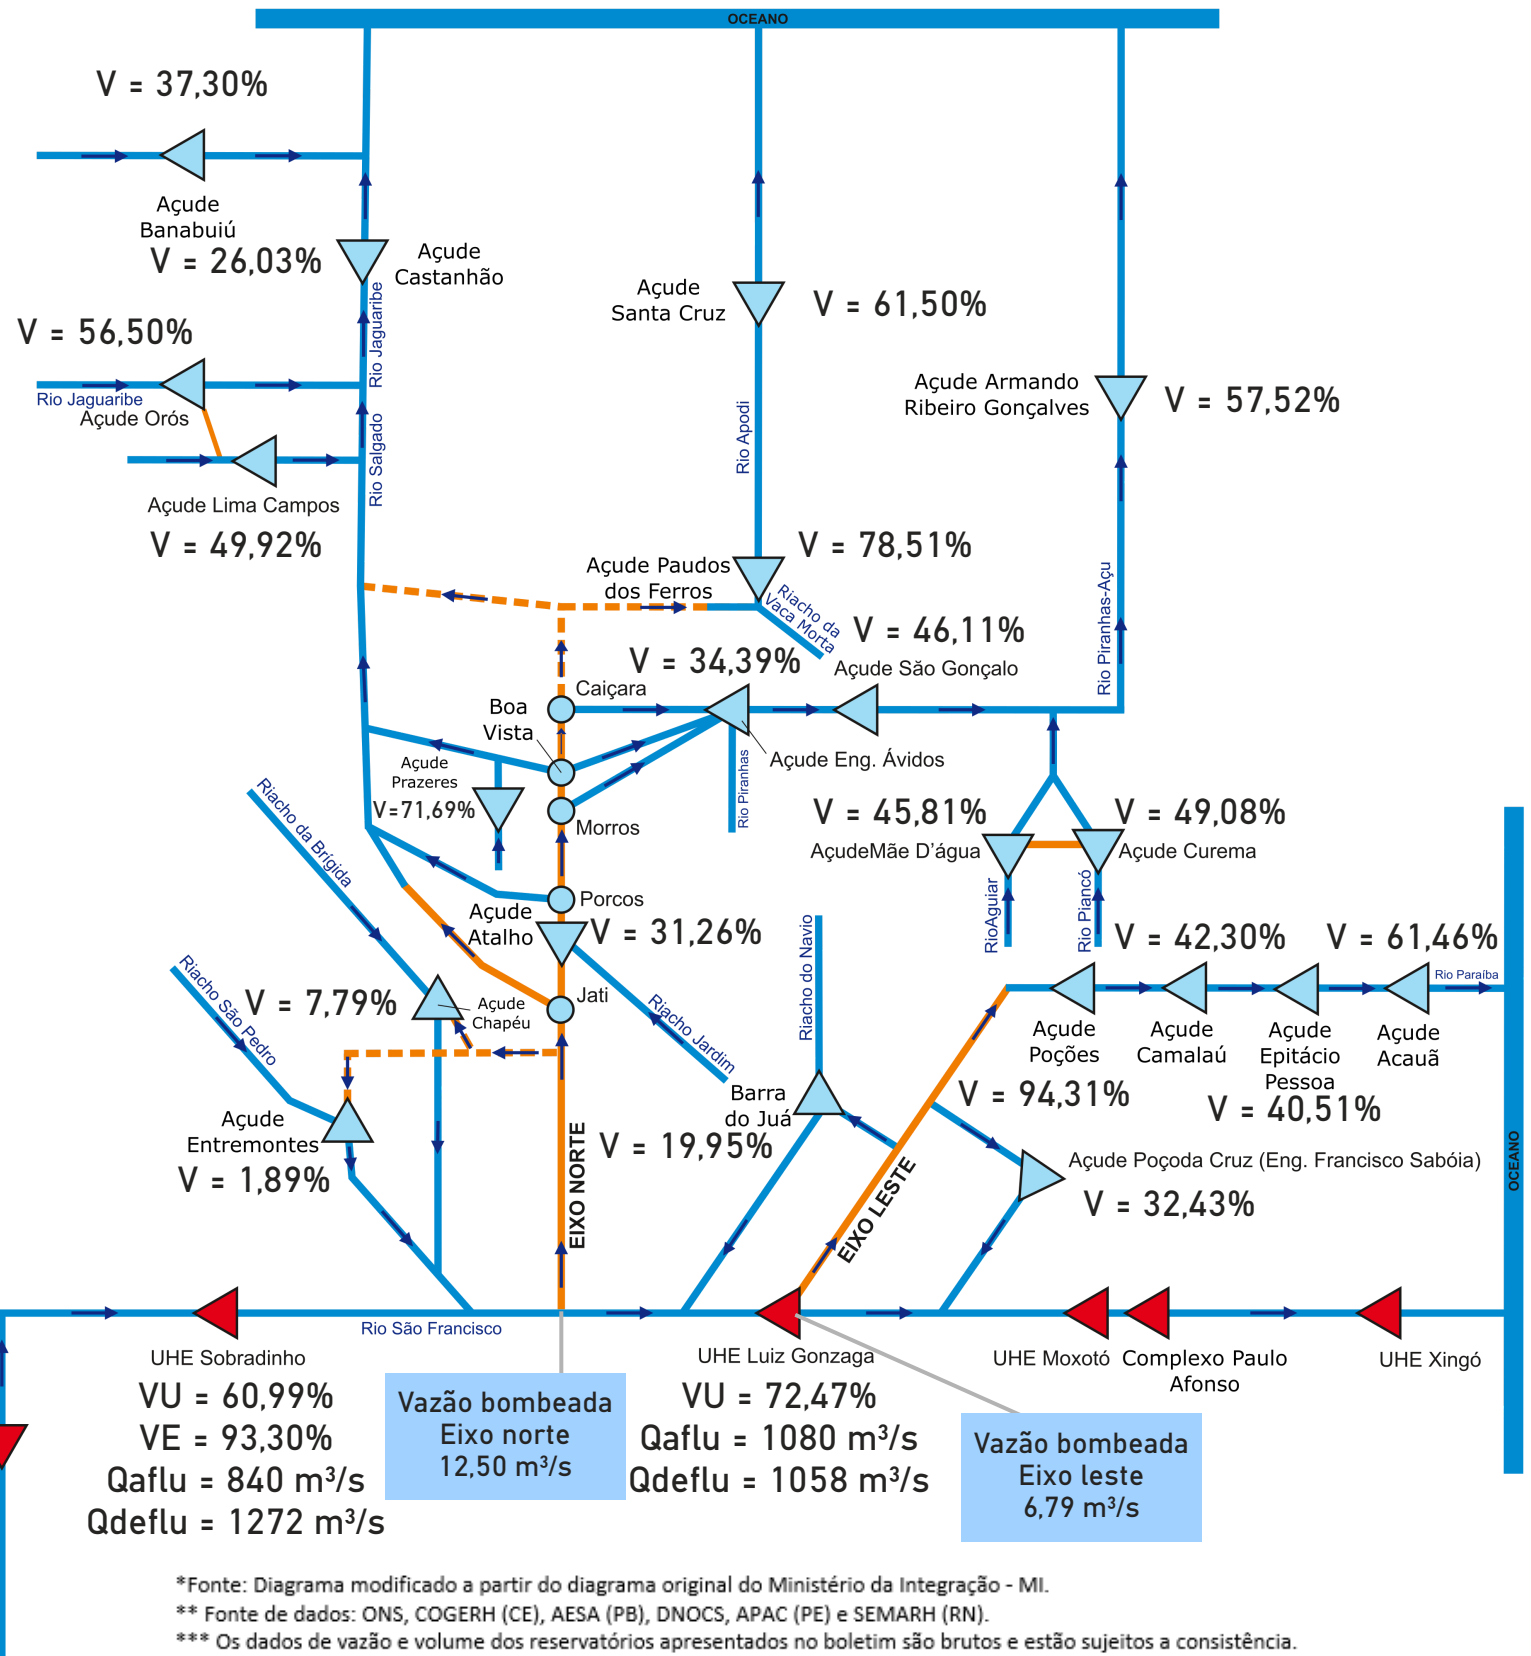 OCEANO
V = 37,30%
Açude
Banabuiú
V = 26,03%
Açude
Castanhão
Rio Jaguaribe
Açude
Santa Cruz
V = 61,50%
V = 56,50%
Rio Jaguaribe
Açude Orós
Açude Armando
Ribeiro Gonçalves
V = 57,52%
Rio Salgado
Rio Apodi
Açude Lima Campos
V = 49,92%
V = 78,51%
Açude Paudos
dos Ferros
Riacho da
Vaca Morta
V = 46,11%
Açude São Gonçalo
Rio Piranhas-Açu
V = 34,39%
Caiçara
Boa
Vista
Açude Eng. Ávidos
Rio Piranhas
Açude
Prazeres
V=71,69%
Morros
Riacho da Brígida
V = 45,81%
AçudeMãe D'água
V = 49,08%
Açude Curema
RioAguiar
Rio Piancó
Porcos
Açude
Atalho
V = 31,26%
Riacho do Navio
V = 42,30%
V = 61,46%
Rio Paraíba
Riacho São Pedro
V = 7,79%
Açude
Chapéu
Jati
Riacho Jardim
Açude
Poções
Açude
Camalaú
Açude
Epitácio
Pessoa
Açude
Acauã
V = 94,31%
V = 40,51%
Barra
do Juá
V = 19,95%
Açude
Entremontes
V = 1,89%
EIXO NORTE
EIXO LESTE
Açude Poçoda Cruz (Eng. Francisco Sabóia)
V = 32,43%
OCEANO
Rio São Francisco
UHE Sobradinho
VU = 60,99%
VE = 93,30%
Qaflu = 840 m³/s
Qdeflu = 1272 m³/s
Vazão bombeada
Eixo norte
12,50 m³/s
UHE Luiz Gonzaga
VU = 72,47%
Qaflu = 1080 m³/s
Qdeflu = 1058 m³/s
Vazão bombeada
Eixo leste
6,79 m³/s
UHE Moxotó
Complexo Paulo
Afonso
UHE Xingó
*Fonte: Diagrama modificado a partir do diagrama original do Ministério da Integração - MI.
** Fonte de dados: ONS, COGERH (CE), AESA (PB), DNOCS, APAC (PE) e SEMARH (RN).
*** Os dados de vazão e volume dos reservatórios apresentados no boletim são brutos e estão sujeitos a consistência.